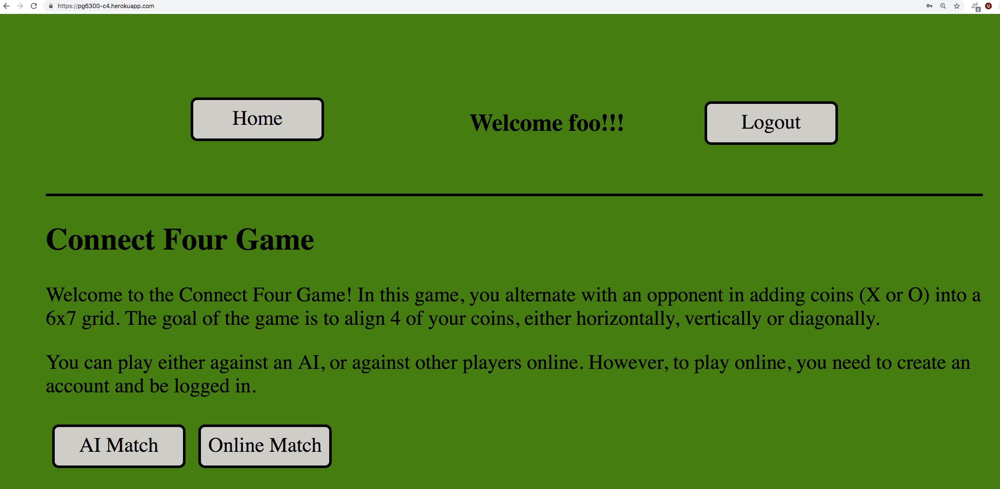 https://pg6300-c4.herokuapp.com
0
Home
Welcome foo!!!
Logout
Connect Four Game
Welcome to the Connect Four Game! In this game, you alternate with an opponent in adding coins (X or O) into a
6x7 grid. The goal of the game is to align 4 of your coins, either horizontally, vertically or diagonally.
You can play either against an AI, or against other players online. However, to play online, you need to create an
account and be logged in.
AI Match
Online Match